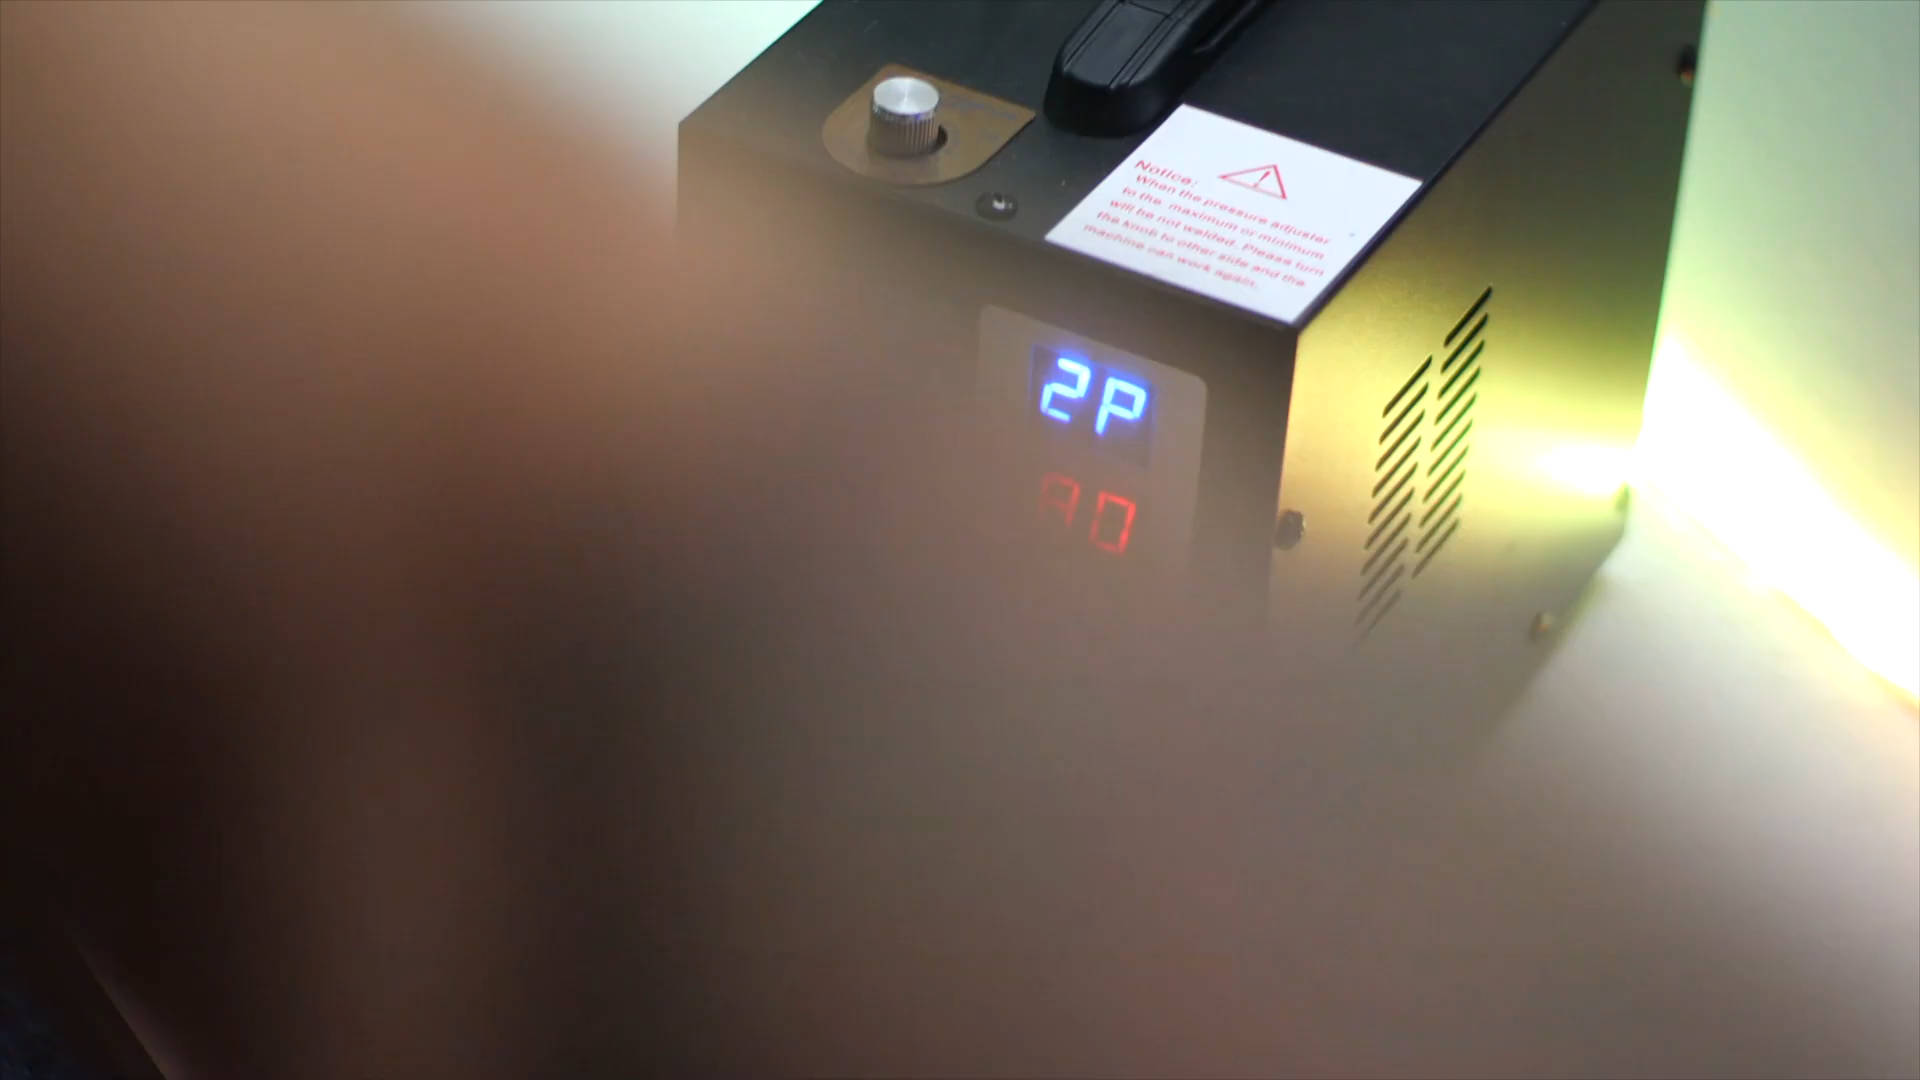 Notice:
When the pressure adjuster
to the maximum or minimum
will be not welded. Please turn
the knob to other side and the
machine can work again.
2P
A0